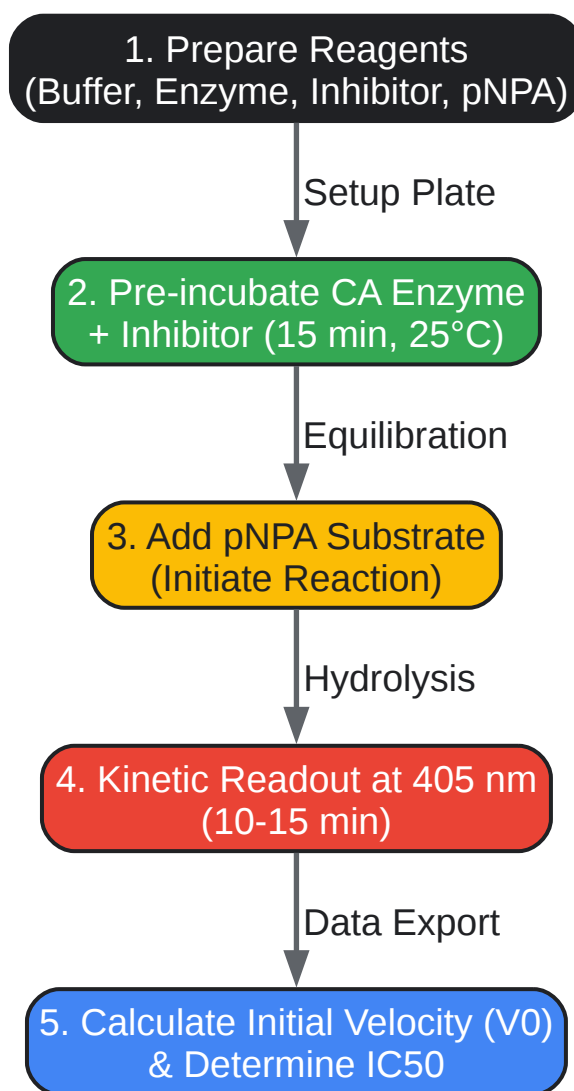 1. Prepare Reagents
(Buffer, Enzyme, Inhibitor, pNPA)
Setup Plate
2. Pre-incubate CA Enzyme
+ Inhibitor (15 min, 25°C)
Equilibration
3. Add pNPA Substrate
(Initiate Reaction)
Hydrolysis
4. Kinetic Readout at 405 nm
(10-15 min)
Data Export
5. Calculate Initial Velocity (V0)
& Determine IC50